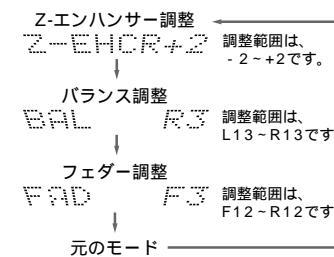 Z-エンハンサー調整
Z-EHCR+2 調整範囲は、
- 2 ~ +2です。
バランス調整
BAL R3 調整範囲は、
L13 ~ R13です
フェダー調整
FAD F3 調整範囲は、
F12 ~ R12です
元のモード